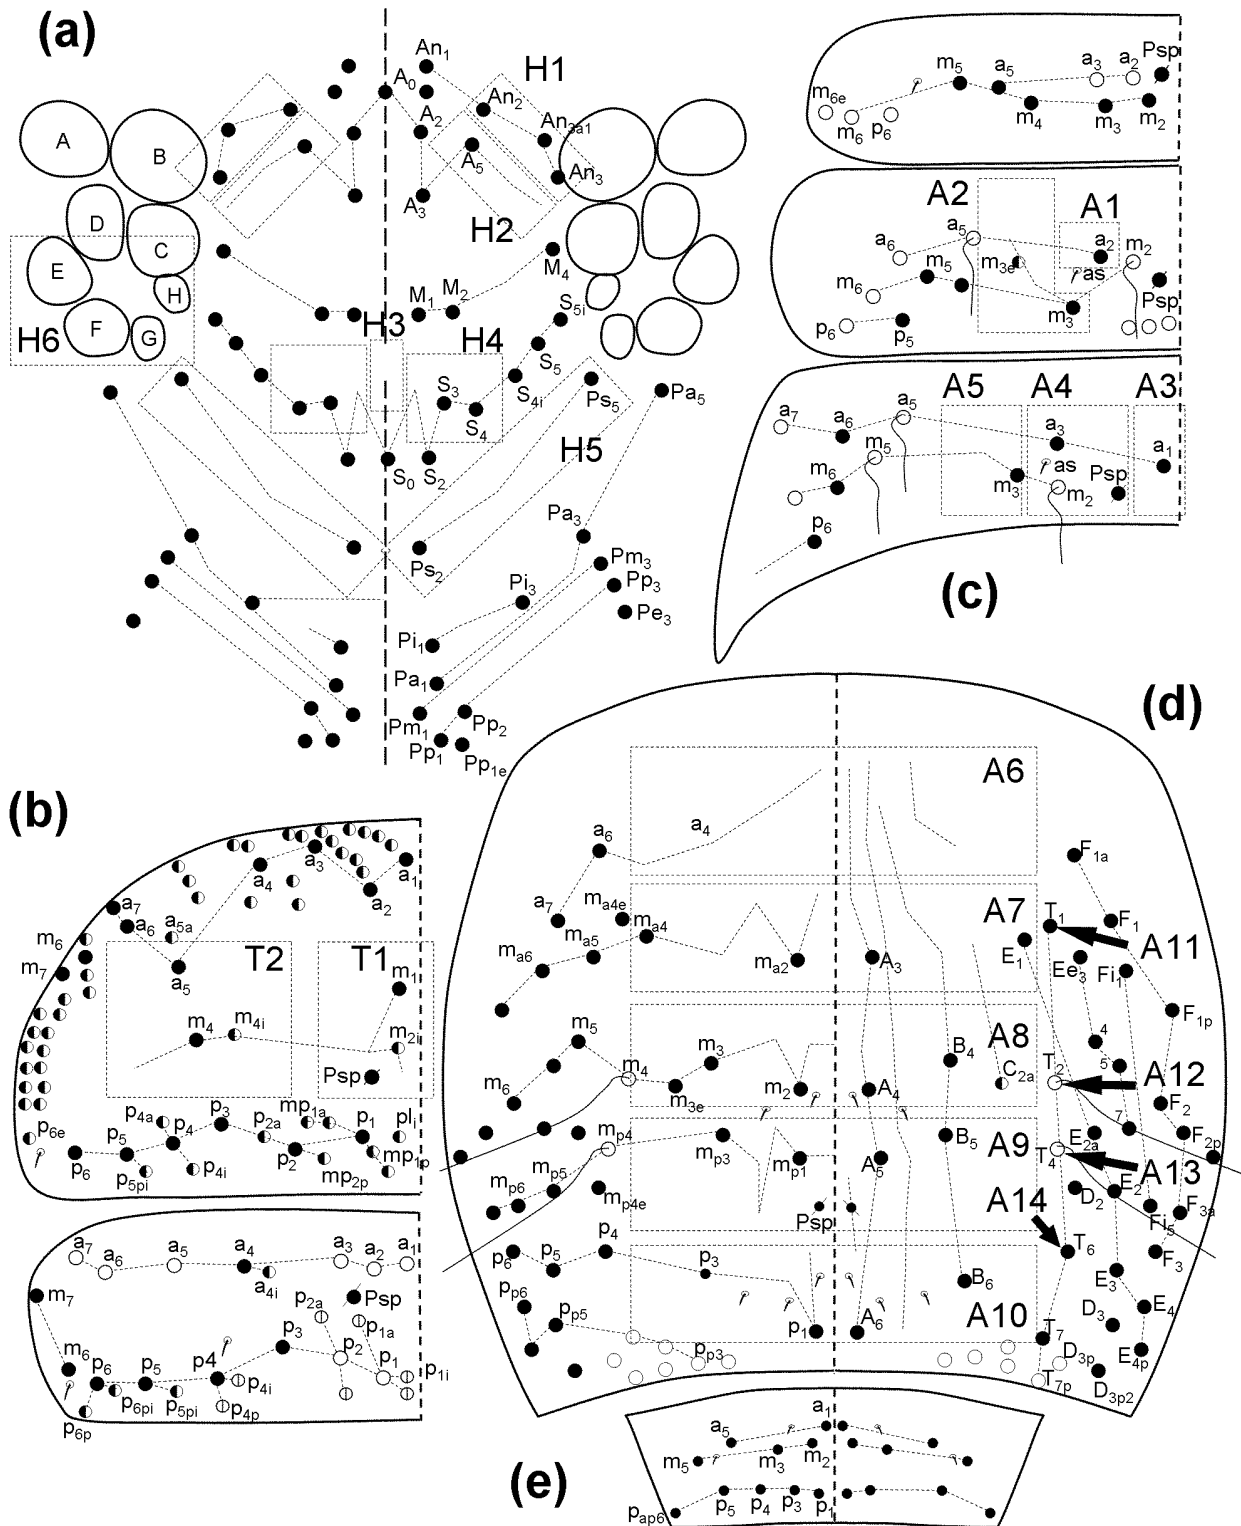 (a)
An1
H1
A0
An2
A2
An3a1
A5
An3
A3
H2
M4
M1
M2
S5i
A
B
D
C
E
H
F
G
H6
H3
H4
S5
S3
S4i
S4
Ps5
Pa5
H5
S0
S2
Pa3
Ps2
Pm3
Pi3
Pp3
Pe3
Pi1
Pa1
Pm1
Pp2
Pp1
Pp1e
(c)
m6e
m6
p6
m5
a5
m4
a3
a2
m3
m2
Psp
A2
A1
a5
a6
a2
m2
m3e
as
m5
m6
m3
Psp
p6
p5
A5
A4
A3
a7
a6
a5
a3
a1
m5
as
Psp
m6
m3
m2
p6
(b)
a3
a1
a4
a2
a7
a6
a5a
m6
m7
a5
T2
T1
m1
m4
m4i
m2i
Psp
p6e
p4a
p3
mp1a
p2a
p1
pli
p5
p4
p6
p4i
p2
mp1p
p5pi
mp2p
a7
a6
a5
a4
a3
a2
a1
a4i
p2a
Psp
m7
p1a
p3
m6
p6
p5
p4
p2
p1
p1i
p6pi
p5pi
p4i
p6p
p4p
(d)
A6
a4
a6
F1a
a7
ma4e
A7
T1
F1
ma4
A11
ma5
E1
ma6
ma2
A3
Ee3
Fi1
F1p
m5
m3
4
A8
m4
B4
5
T2
A12
m6
m3e
m2
A4
C2a
F2
7
mp4
A9
E2a
F2p
mp3
B5
T4
mp5
mp1
A5
A13
mp6
mp4e
A14
D2
E2
Psp
Fi5
F3a
p4
T6
p6
p5
p3
F3
E3
pp6
B6
D3
E4
pp5
p1
A6
A10
T7
pp3
D3p
E4p
T7p
D3p2
(e)
a1
a5
m5
m3
m2
pap6
p5
p4
p3
p1